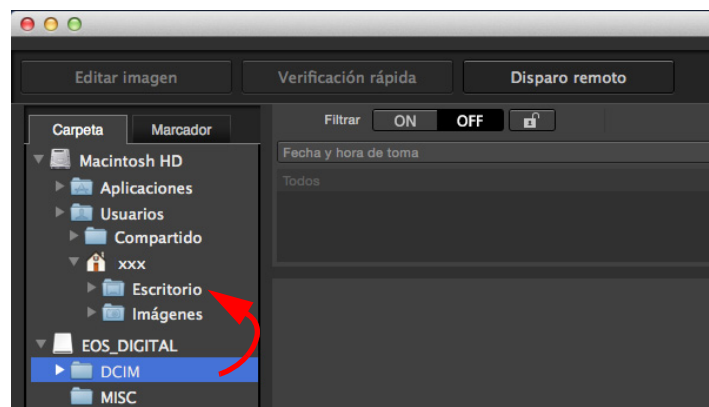 Editar imagen
Verificación rápida
Disparo remoto
Carpeta
Marcador
Filtrar
ON
OFF
Fecha y hora de toma
Todos
Macintosh HD
Aplicaciones
Usuarios
Compartido
xxx
Escritorio
Imágenes
EOS_DIGITAL
DCIM
MISC